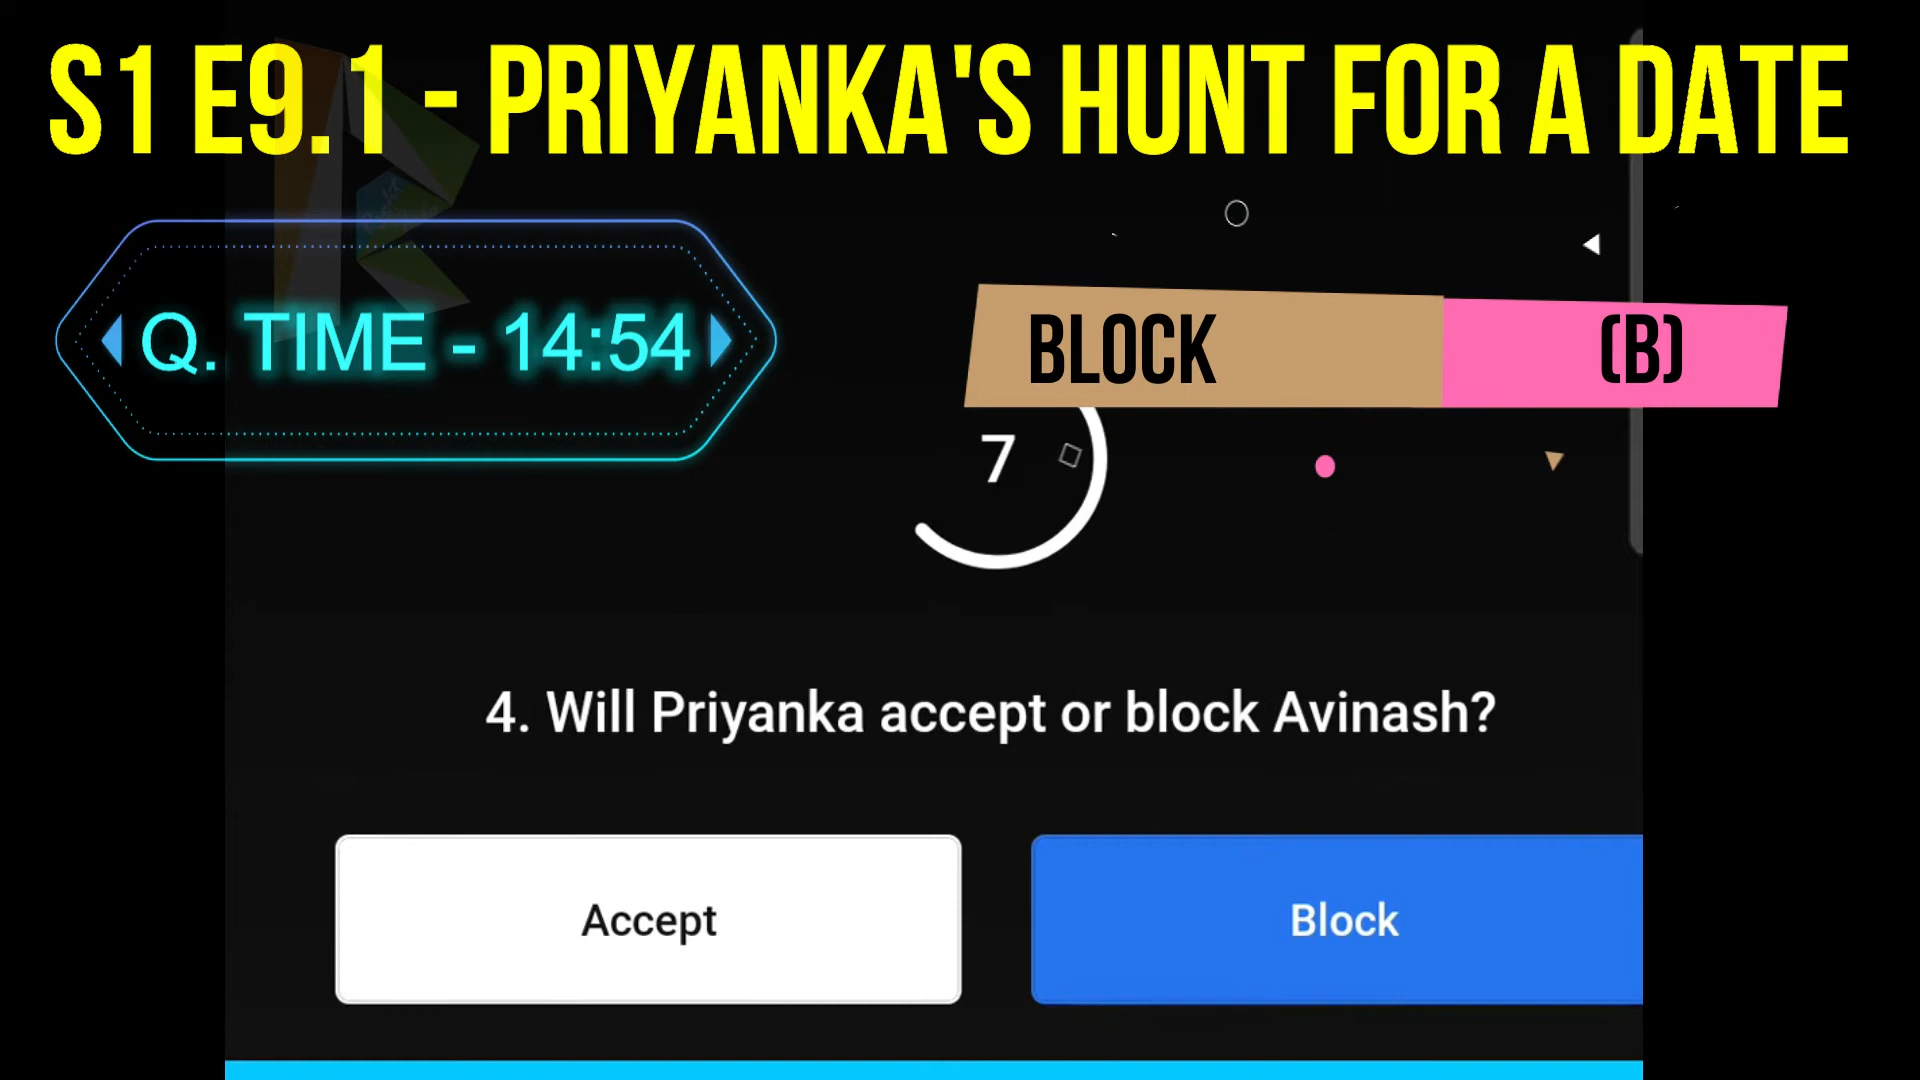 S1 E9.1 - PRIYANKA'S HUNT FOR A DATE
Q. TIME - 14:54
BLOCK (B)
7
4. Will Priyanka accept or block Avinash?
Accept
Block